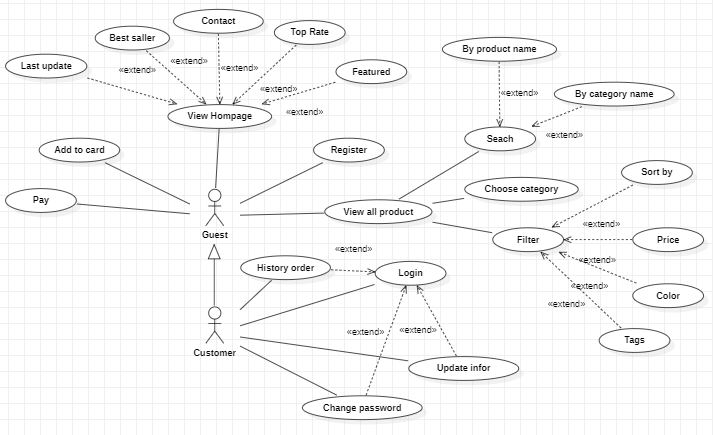 Contact
Best saller
Top Rate
By product name
Last update
«extend»
«extend»
«extend»
«extend»
Featured
«extend»
By category name
View Hompage
«extend»
Seach
«extend»
Add to card
Register
Sort by
Choose category
Pay
View all product
«extend»
Guest
Filter
Price
«extend»
History order
Login
«extend»
Color
«extend»
Customer
«extend»
«extend»
Tags
Update infor
Change password